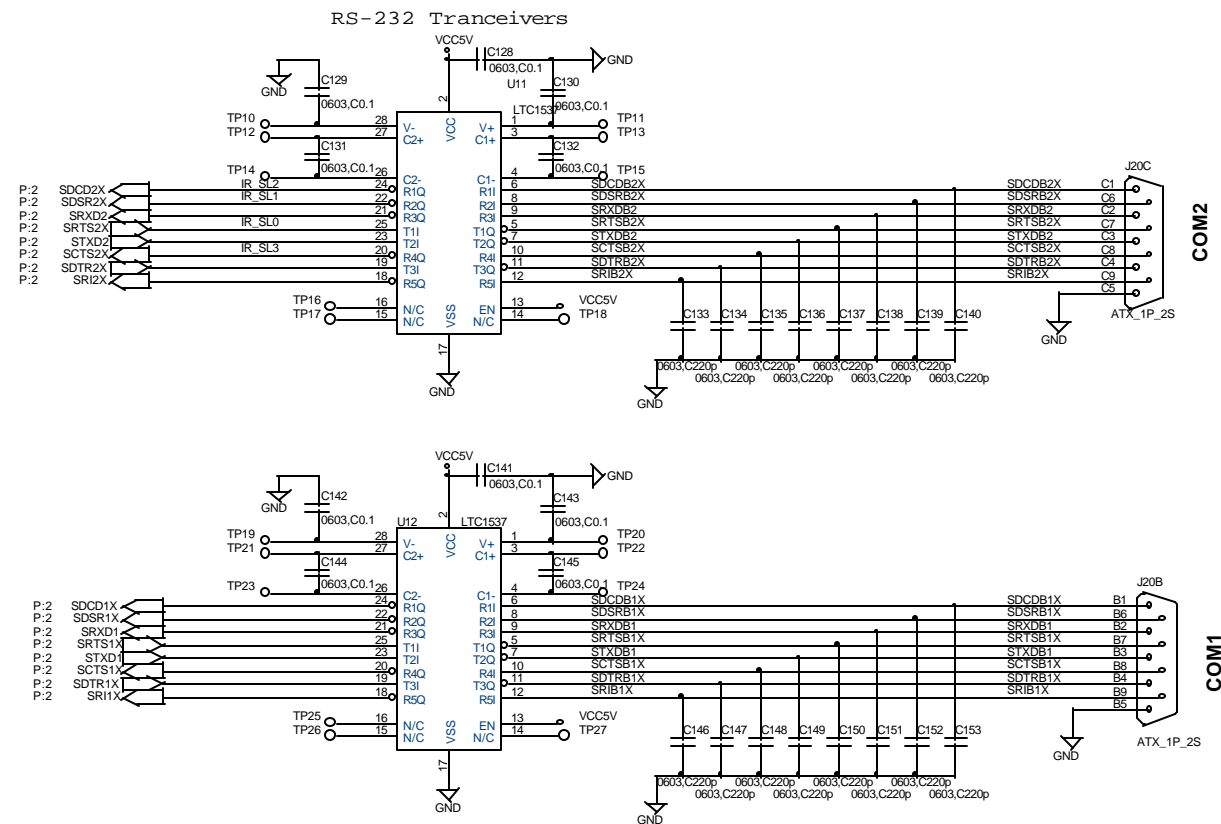 RS-232 Tranceivers
VCC5V
C128
0603,C0.1
GND
GND
C129
0603,C0.1
U11
C130
0603,C0.1
LTC1537
TP10 28 V- VCC 2 V+ 1 TP11
TP12 27 C2+ C1+ 3 TP13
C131
0603,C0.1
C132
0603,C0.1
TP14 26 C2- C1- 4 TP15
P:2 SDCD2X IR_SL2 24 R1Q R1I 6 SDCDB2X SDCDB2X C1
P:2 SDSR2X IR_SL1 22 R2Q R2I 8 SDSRB2X SDSRB2X C6
P:2 SRXD2 21 R3Q R3I 9 SRXDB2 SRXDB2 C2
P:2 SRTS2X IR_SL0 25 T1I T1Q 5 SRTSB2X SRTSB2X C7
P:2 STXD2 23 T2I T2Q 7 STXDB2 STXDB2 C3
P:2 SCTS2X IR_SL3 20 R4Q R4I 10 SCTSB2X SCTSB2X C8
P:2 SDTR2X 19 T3I T3Q 11 SDTRB2X SDTRB2X C4
P:2 SRI2X 18 R5Q R5I 12 SRIB2X SRIB2X C9
C5
J20C
COM2
ATX_1P_2S
GND
TP16 16 N/C VSS EN 13 VCC5V
TP17 15 N/C N/C 14 TP18
17
GND
C133 C134 C135 C136 C137 C138 C139 C140
0603,C220p 0603,C220p 0603,C220p 0603,C220p
0603,C220p 0603,C220p 0603,C220p 0603,C220p
GND
VCC5V
C141
0603,C0.1
GND
GND
C142
0603,C0.1
C143
0603,C0.1
U12
LTC1537
TP19 28 V- VCC 2 V+ 1 TP20
TP21 27 C2+ C1+ 3 TP22
C144
0603,C0.1
C145
0603,C0.1
TP23 26 C2- C1- 4 TP24
P:2 SDCD1X 24 R1Q R1I 6 SDCDB1X SDCDB1X B1
P:2 SDSR1X 22 R2Q R2I 8 SDSRB1X SDSRB1X B6
P:2 SRXD1 21 R3Q R3I 9 SRXDB1 SRXDB1 B2
P:2 SRTS1X 25 T1I T1Q 5 SRTSB1X SRTSB1X B7
P:2 STXD1 23 T2I T2Q 7 STXDB1 STXDB1 B3
P:2 SCTS1X 20 R4Q R4I 10 SCTSB1X SCTSB1X B8
P:2 SDTR1X 19 T3I T3Q 11 SDTRB1X SDTRB1X B4
P:2 SRI1X 18 R5Q R5I 12 SRIB1X SRIB1X B9
B5
J20B
COM1
ATX_1P_2S
GND
TP25 16 N/C VSS EN 13 VCC5V
TP26 15 N/C N/C 14 TP27
17
GND
C146 C147 C148 C149 C150 C151 C152 C153
0603,C220p 0603,C220p 0603,C220p 0603,C220p
0603,C220p 0603,C220p 0603,C220p 0603,C220p
GND